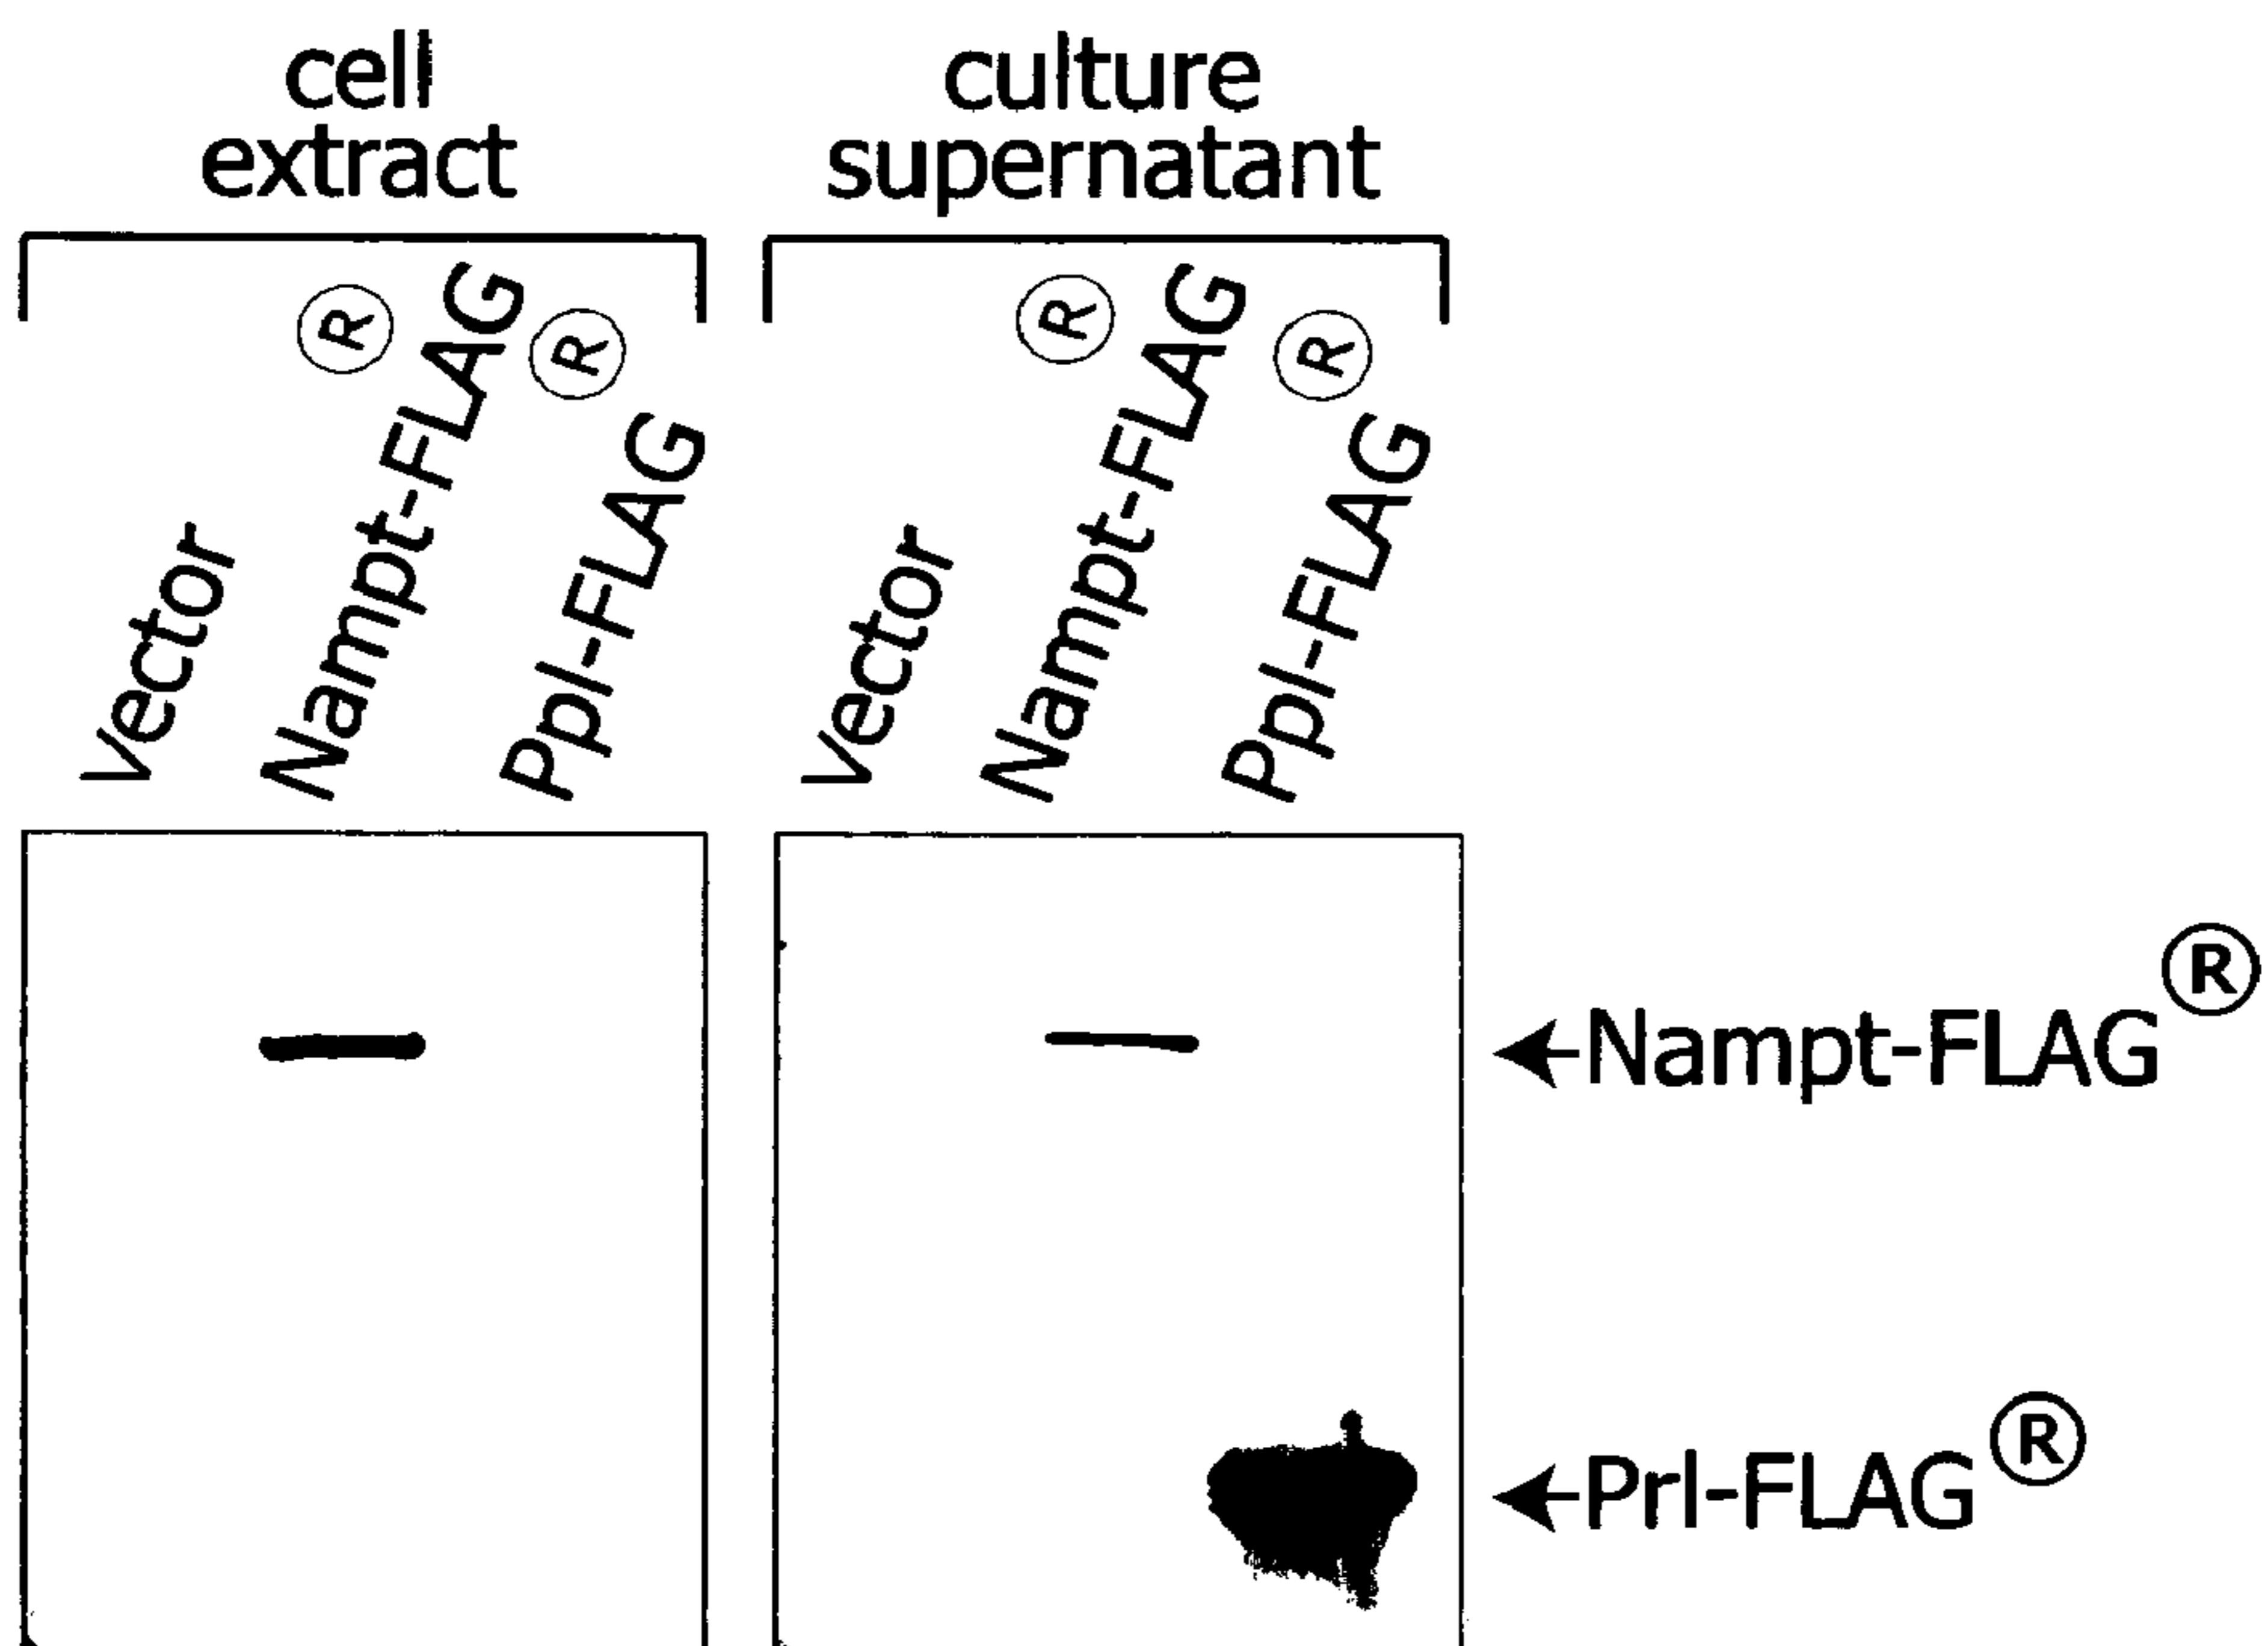 cell
extract
culture
supernatant
Vector
Nampt-FLAG®
Ppl-FLAG®
Vector
Nampt-FLAG®
Ppl-FLAG®
Nampt-FLAG®
Prl-FLAG®